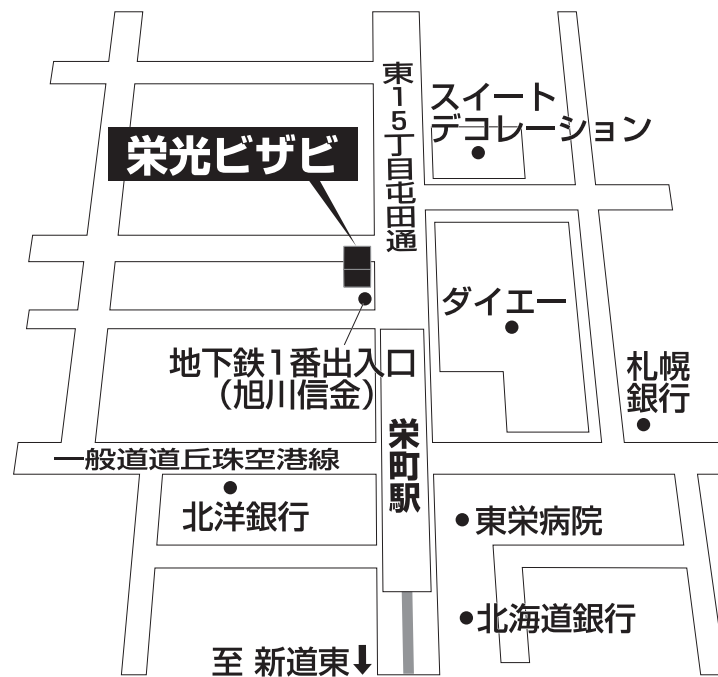 東15丁目屯田通
スイート
デコレーション
栄光ビザビ
ダイエー
地下鉄1番出入口
（旭川信金）
札幌
銀行
栄町駅
一般道道丘珠空港線
北洋銀行
東栄病院
北海道銀行
至 新道東↓